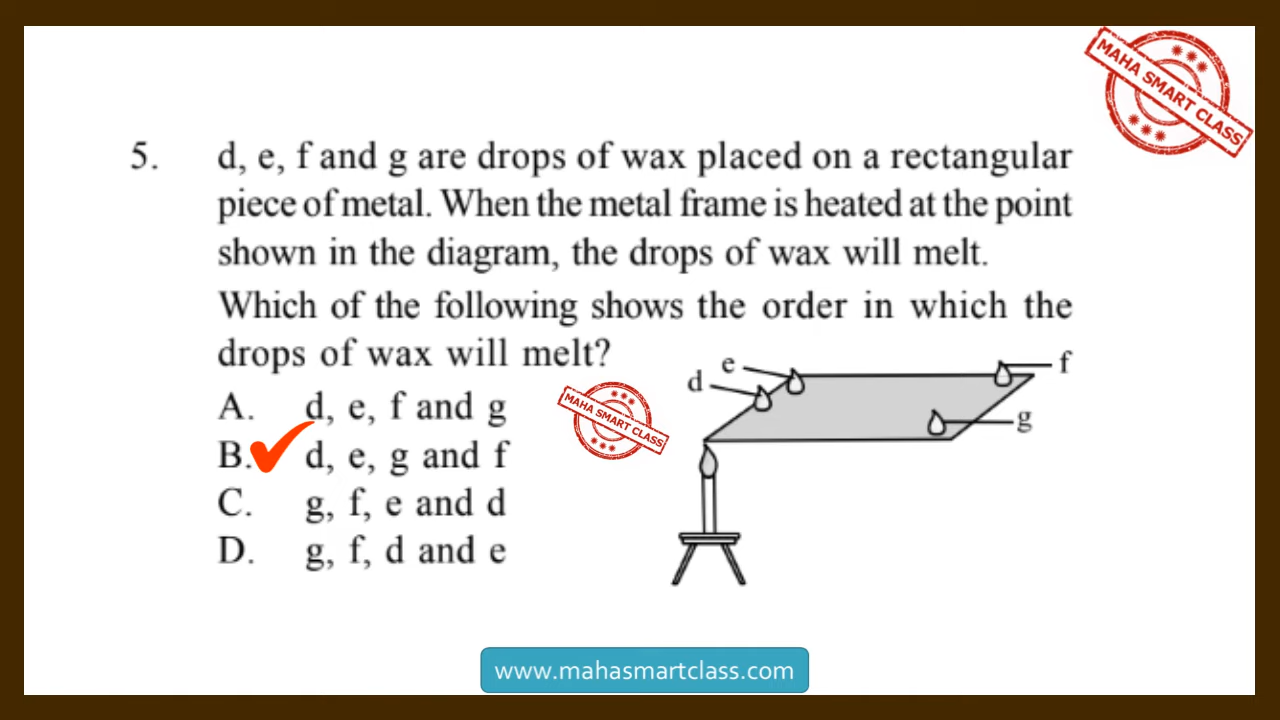 MAHA SMART CLASS
5. d, e, f and g are drops of wax placed on a rectangular
piece of metal. When the metal frame is heated at the point
shown in the diagram, the drops of wax will melt.
Which of the following shows the order in which the
drops of wax will melt?
A. d, e, f and g
B. d, e, g and f
C. g, f, e and d
D. g, f, d and e
MAHA SMART CLASS
d
e
f
g
www.mahasmartclass.com